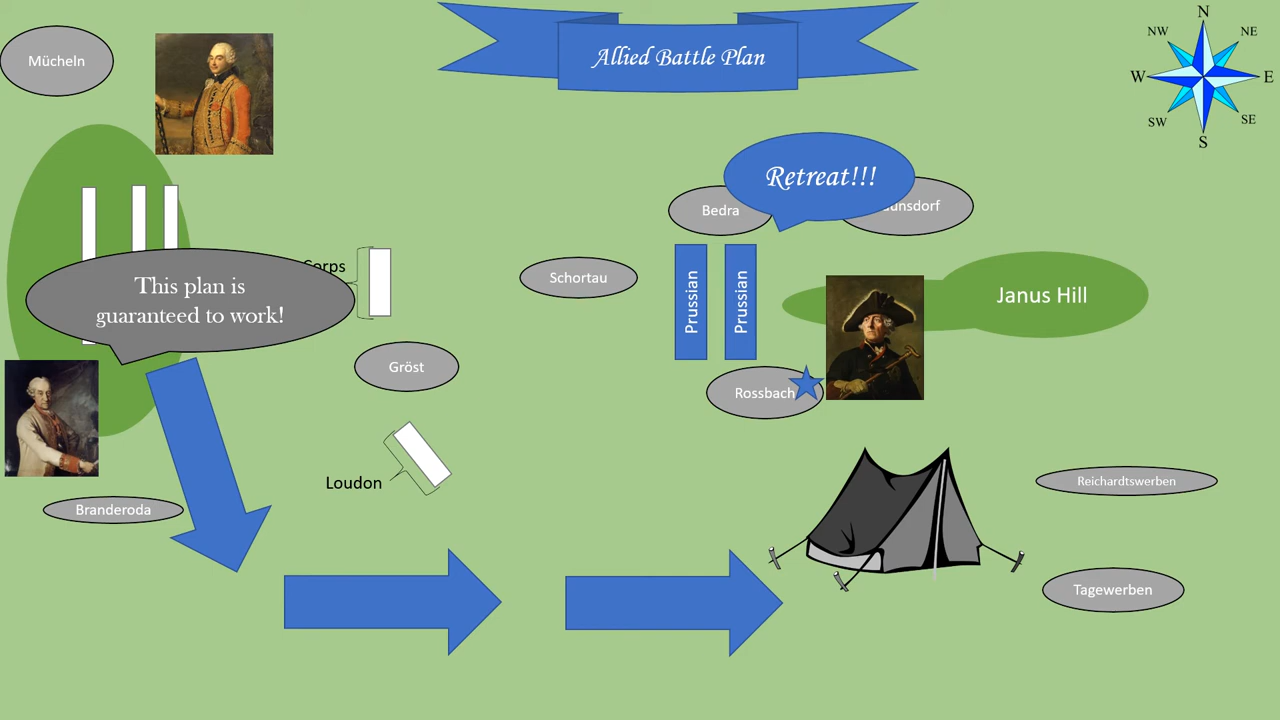 Allied Battle Plan
N
NW
NE
W
E
SW
SE
S
Mücheln
Retreat!!!
Bedra
unsdorf
Corps
This plan is
guaranteed to work!
Schortau
Prussian
Prussian
Janus Hill
Gröst
Rossbach
Loudon
Branderoda
Reichardtswerben
Tagewerben